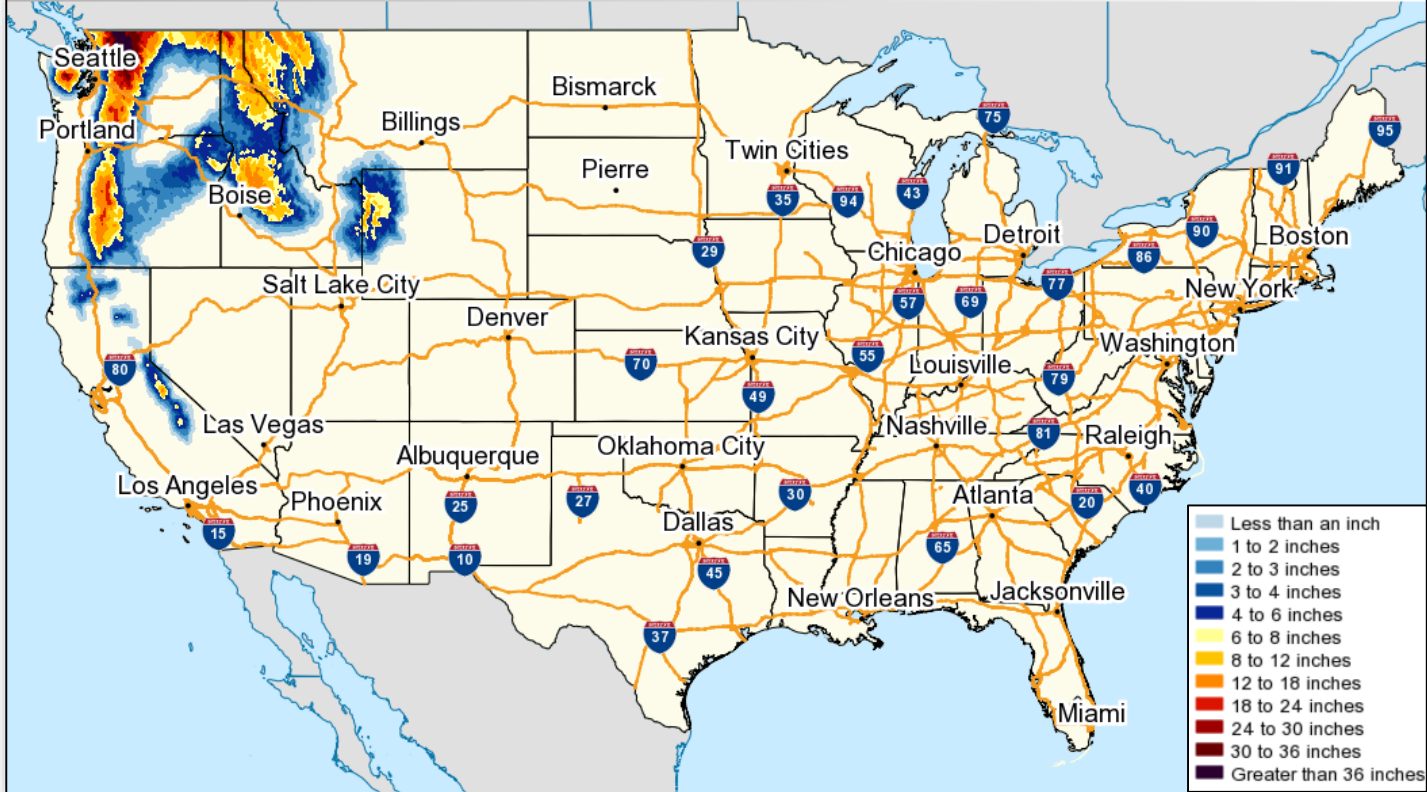 Seattle
Portland
Billings
Bismarck
Pierre
Twin Cities
75
95
91
35
94
43
Boise
29
Chicago
Detroit
90
86
Boston
Salt Lake City
Denver
57
69
77
New York
80
70
Kansas City
55
Louisville
Washington
49
79
Las Vegas
Albuquerque
Oklahoma City
Nashville
81
Raleigh
Los Angeles
Phoenix
25
27
30
Atlanta
20
40
15
19
10
Dallas
45
65
New Orleans
Jacksonville
37
Miami
Less than an inch
1 to 2 inches
2 to 3 inches
3 to 4 inches
4 to 6 inches
6 to 8 inches
8 to 12 inches
12 to 18 inches
18 to 24 inches
24 to 30 inches
30 to 36 inches
Greater than 36 inches